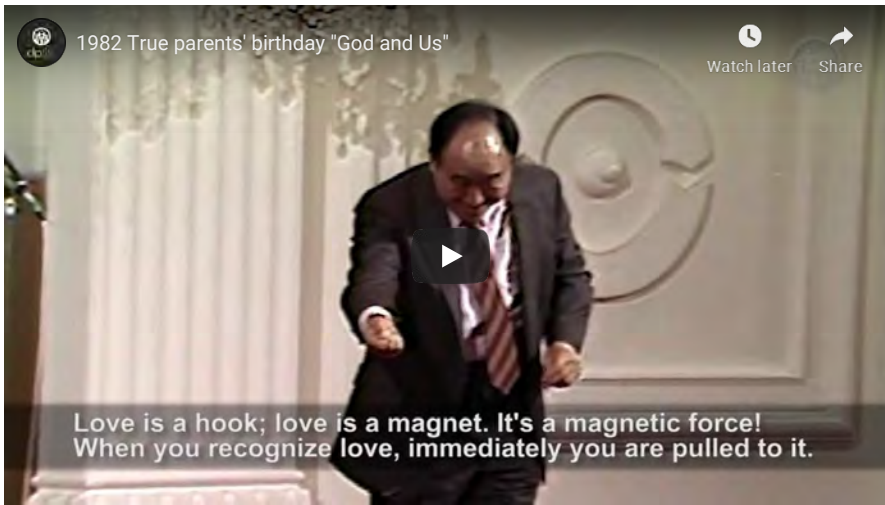 1982 True parents' birthday "God and Us"
Watch later
Share
Love is a hook; love is a magnet. It's a magnetic force!
When you recognize love, immediately you are pulled to it.